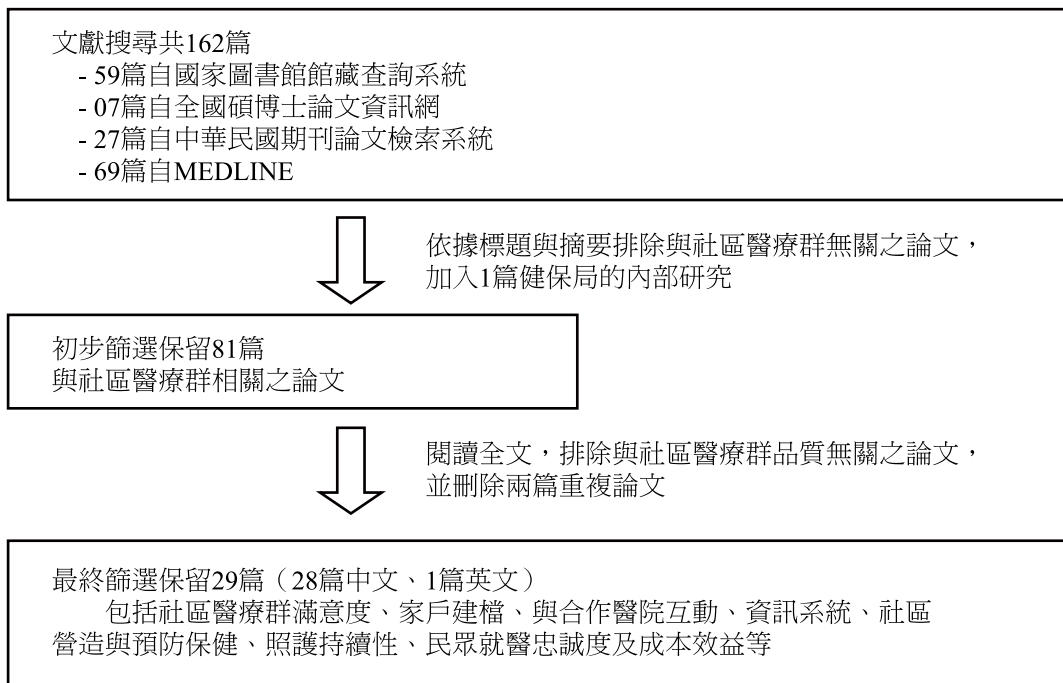 文獻搜尋共162篇
- 59篇自國家圖書館館藏查詢系統
- 07篇自全國碩博士論文資訊網
- 27篇自中華民國期刊論文檢索系統
- 69篇自MEDLINE
依據標題與摘要排除與社區醫療群無關之論文，
加入1篇健保局的內部研究
初步篩選保留81篇
與社區醫療群相關之論文
閱讀全文，排除與社區醫療群品質無關之論文，
並刪除兩篇重複論文
最終篩選保留29篇（28篇中文、1篇英文）
包括社區醫療群滿意度、家戶建檔、與合作醫院互動、資訊系統、社區
營造與預防保健、照護持續性、民眾就醫忠誠度及成本效益等